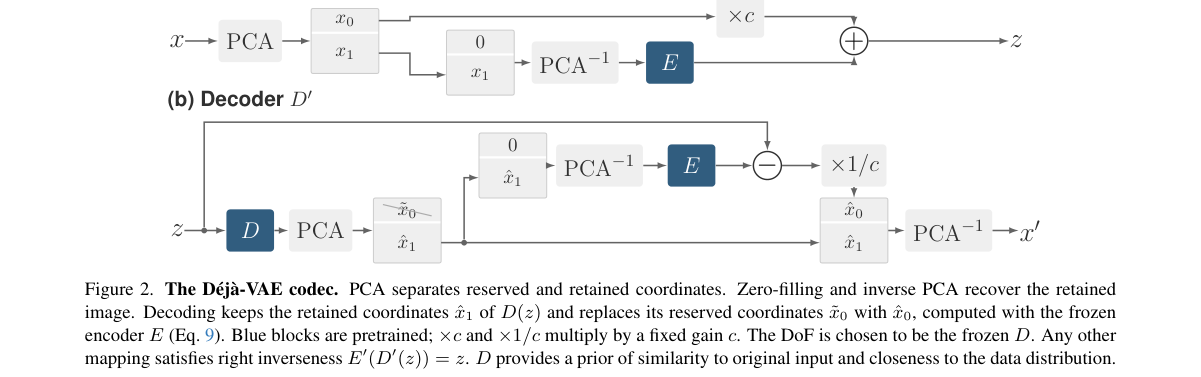 x₀
×c
x
PCA
x₁
0
x₁
PCA⁻¹
E
+
z
(b) Decoder D′
0
x̂₁
PCA⁻¹
E
−
×1/c
z
D
PCA
x̃₀
x̂₁
x̂₀
x̂₁
PCA⁻¹
x′
Figure 2. The Déjà-VAE codec. PCA separates reserved and retained coordinates. Zero-filling and inverse PCA recover the retained
image. Decoding keeps the retained coordinates x̂₁ of D(z) and replaces its reserved coordinates x̃₀ with x̂₀, computed with the frozen
encoder E (Eq. 9). Blue blocks are pretrained; ×c and ×1/c multiply by a fixed gain c. The DoF is chosen to be the frozen D. Any other
mapping satisfies right inverseness E′(D′(z)) = z. D provides a prior of similarity to original input and closeness to the data distribution.